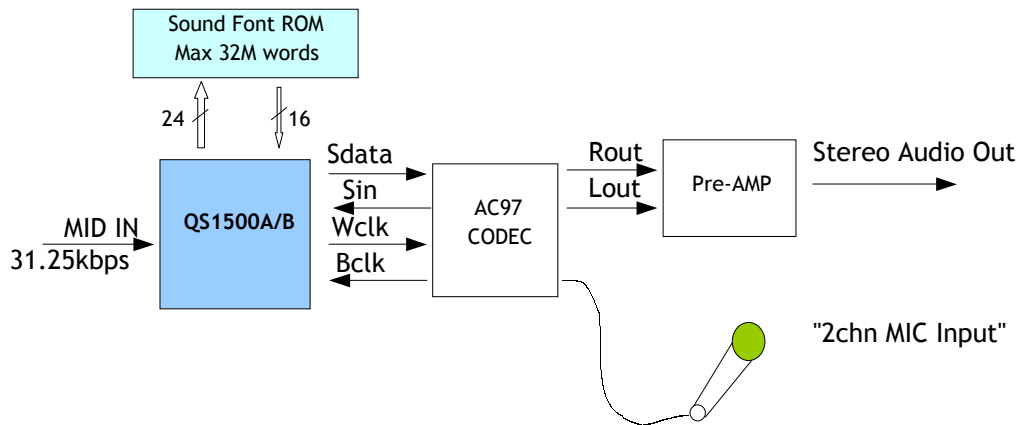 Sound Font ROM
Max 32M words
24
16
Sdata
Sin
Wclk
Bclk
QS1500A/B
MID IN
31.25kbps
AC97
CODEC
Rout
Lout
Pre-AMP
Stereo Audio Out
"2chn MIC Input"